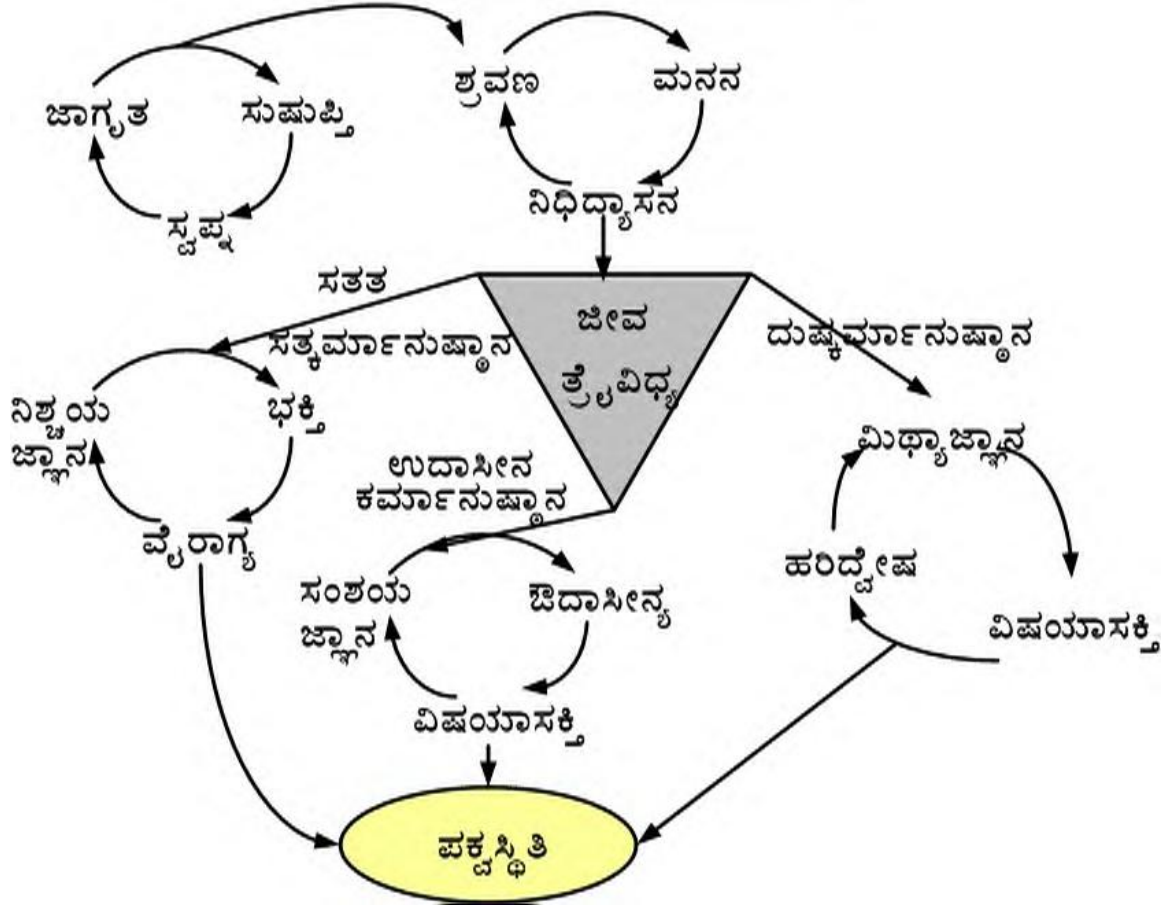 ಜಾಗೃತ
ಸುಷುಪ್ತಿ
ಸ್ವಪ್ನ
ಶ್ರವಣ
ಮನನ
ನಿಧಿಧ್ಯಾಸನ
ಸತತ
ಸತ್ಕರ್ಮಾನುಷ್ಠಾನ
ಜೀವ
ತ್ರೈವಿಧ್ಯ
ದುಷ್ಕರ್ಮಾನುಷ್ಠಾನ
ನಿಶ್ಚಯ
ಜ್ಞಾನ
ಭಕ್ತಿ
ವೈರಾಗ್ಯ
ಉದಾಸೀನ
ಕರ್ಮಾನುಷ್ಠಾನ
ಸಂಶಯ
ಜ್ಞಾನ
ಔದಾಸೀನ್ಯ
ವಿಷಯಾಸಕ್ತಿ
ಮಿಥ್ಯಾಜ್ಞಾನ
ಹರಿದ್ವೇಷ
ವಿಷಯಾಸಕ್ತಿ
ಪಕ್ವಸ್ಥಿತಿ